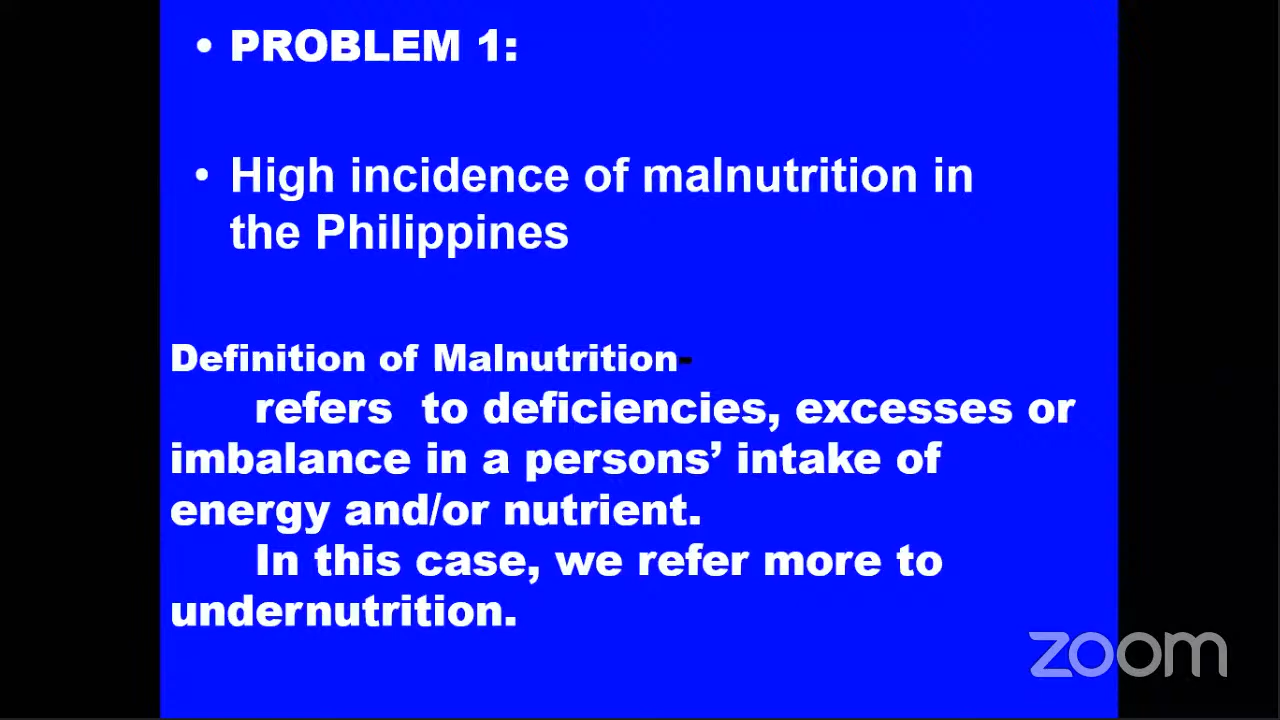 • PROBLEM 1:
• High incidence of malnutrition in
the Philippines
Definition of Malnutrition-
refers to deficiencies, excesses or
imbalance in a persons’ intake of
energy and/or nutrient.
In this case, we refer more to
undernutrition.
zoom